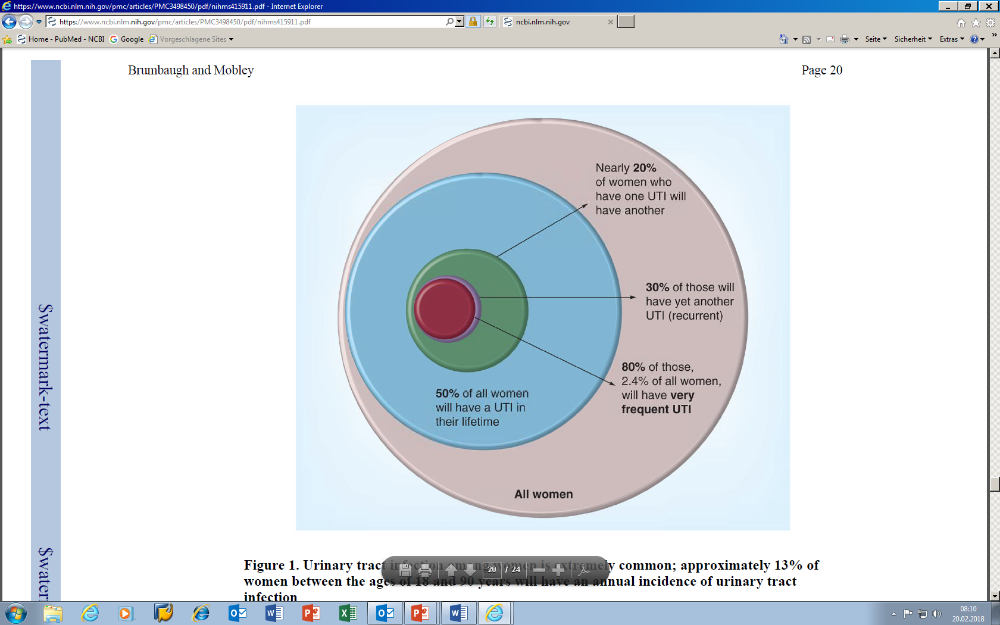 https://www.ncbi.nlm.nih.gov/pmc/articles/PMC3498450/pdf/nihms415911.pdf - Internet Explorer
https://www.ncbi.nlm.nih.gov/pmc/articles/PMC3498450/pdf/nihms415911.pdf
ncbi.nlm.nih.gov
Home - PubMed - NCBI
Google
Vorgeschlagene Sites
Seite
Sicherheit
Extras
Brumbaugh and Mobley
Page 20
$watermark-text
$water
Nearly 20%
of women who
have one UTI will
have another
30% of those will
have yet another
UTI (recurrent)
80% of those,
2.4% of all women,
will have very
frequent UTI
50% of all women
will have a UTI in
their lifetime
All women
Figure 1. Urinary tract infection among women is extremely common; approximately 13% of
women between the ages of 18 and 90 years will have an annual incidence of urinary tract
infection
20 / 24
08:10
20.02.2018